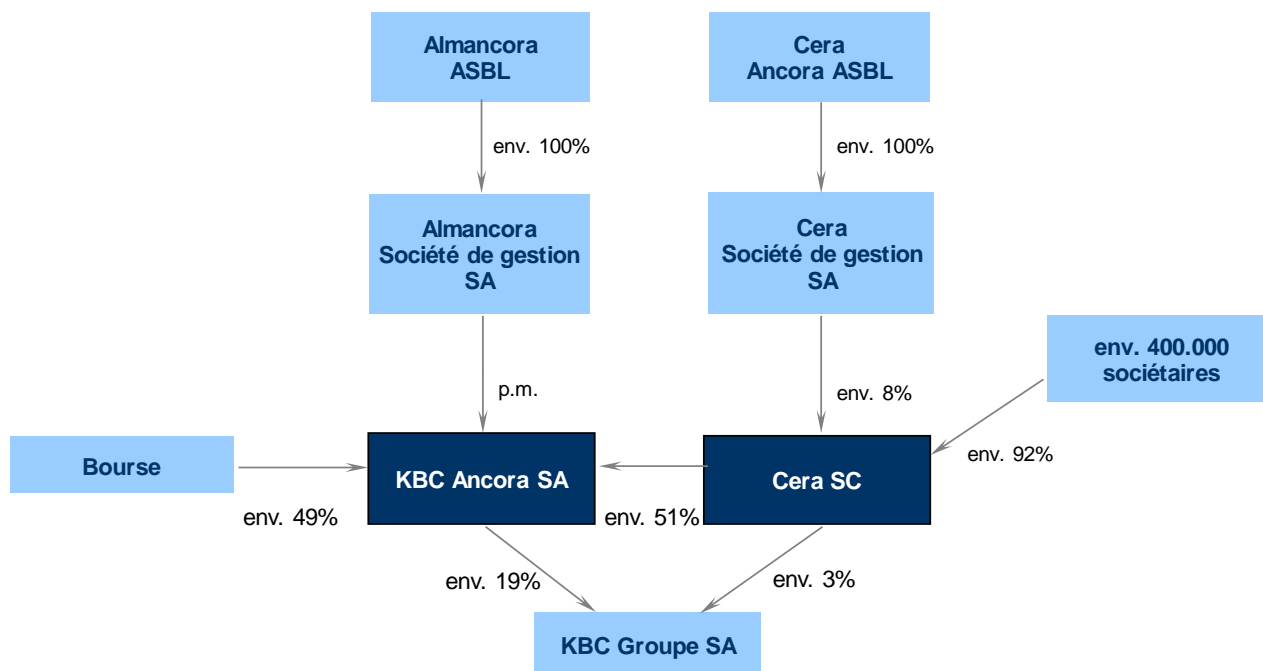 Almancora
ASBL
Cera
Ancora ASBL
env. 100%
env. 100%
Almancora
Société de gestion
SA
Cera
Société de gestion
SA
env. 400.000
sociétaires
p.m.
env. 8%
env. 92%
Bourse
KBC Ancora SA
Cera SC
env. 49%
env. 51%
env. 19%
env. 3%
KBC Groupe SA